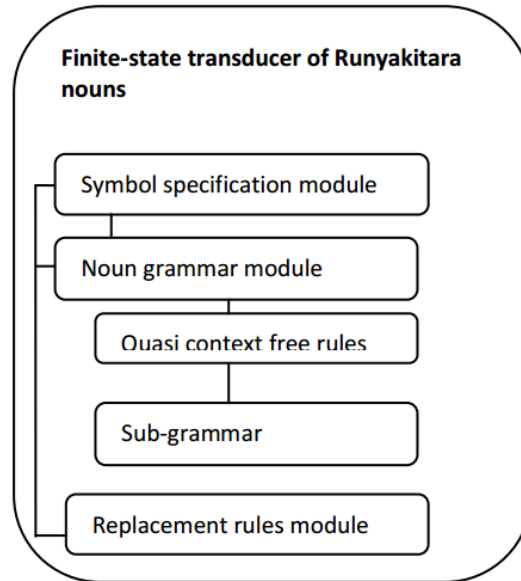 Finite-state transducer of Runyakitara
nouns
Symbol specification module
Noun grammar module
Quasi context free rules
Sub-grammar
Replacement rules module